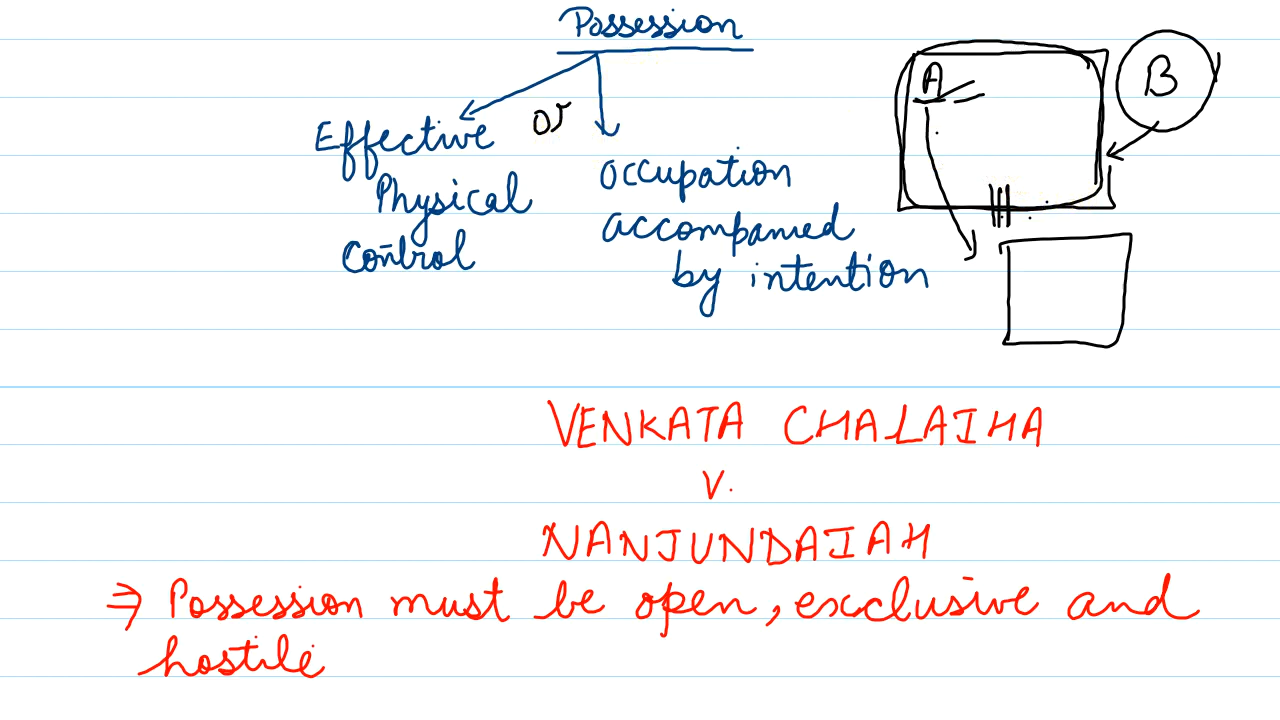 Possession
Effective
Physical
Control
or
Occupation
accompanied
by intention
A
B
VENKATA CHALAIHA
V.
NANJUNDAIAH
⇒ Possession must be open, exclusive and
hostile